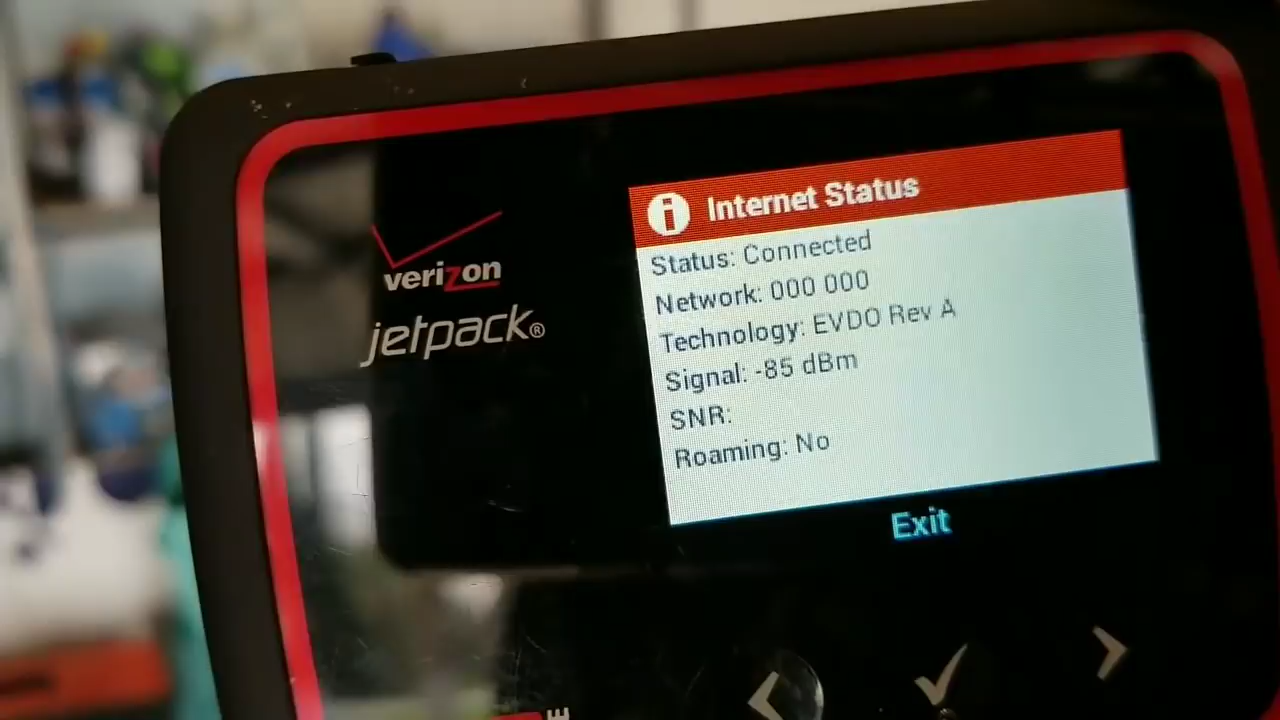 Internet Status
Status: Connected
Network: 000 000
Technology: EVDO Rev A
Signal: -85 dBm
SNR:
Roaming: No
Exit
verizon
jetpack®